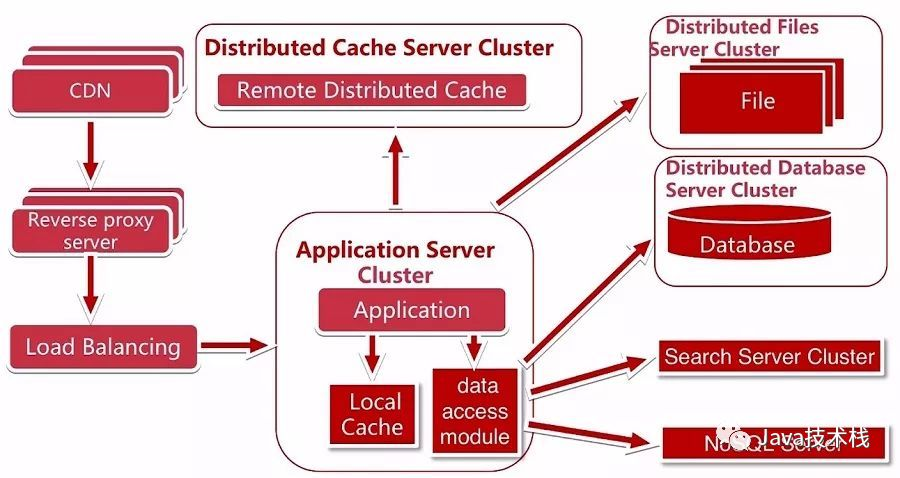 CDN
Reverse proxy
server
Load Balancing
Distributed Cache Server Cluster
Remote Distributed Cache
Application Server
Cluster
Application
Local
Cache
data
access
module
Distributed Files
Server Cluster
File
Distributed Database
Server Cluster
Database
Search Server Cluster
NoSQL Server
Java技术栈